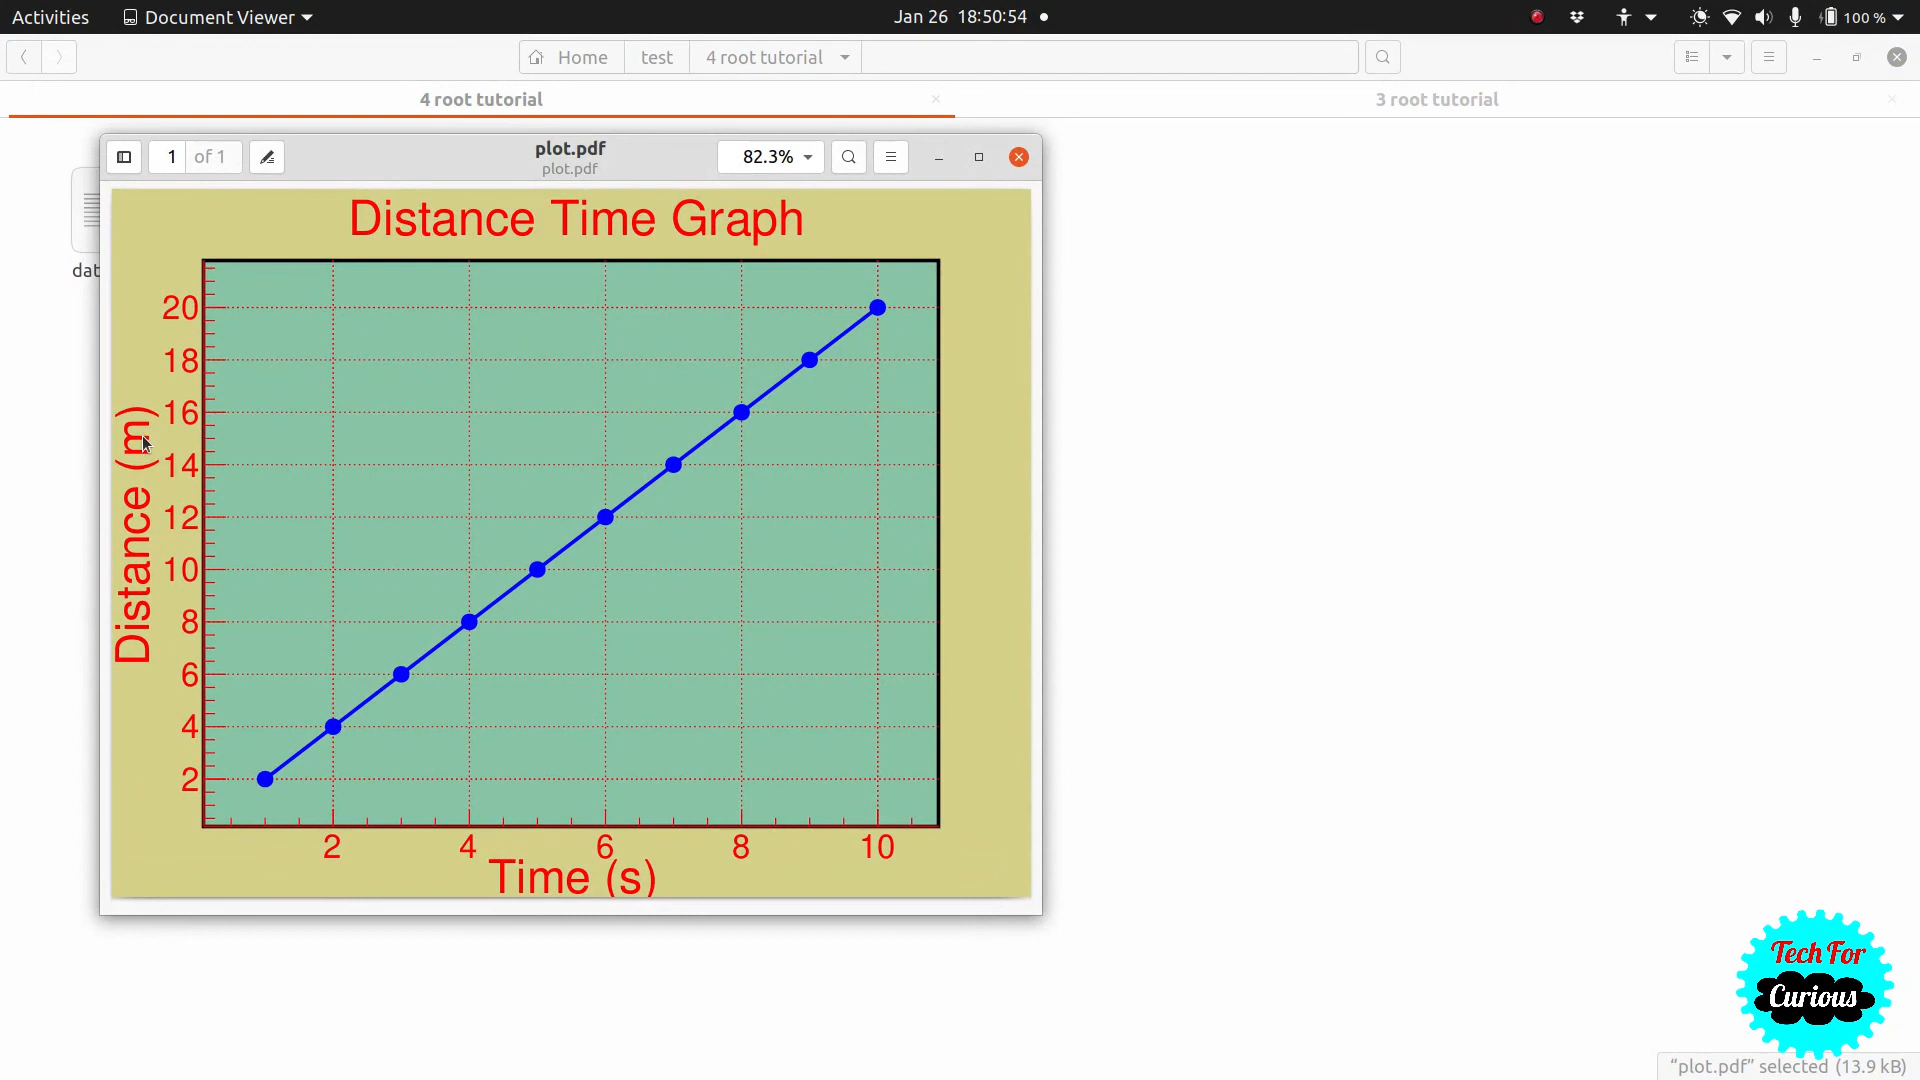 Activities
Document Viewer
Jan 26 18:50:54
100 %
Home
test
4 root tutorial
4 root tutorial
3 root tutorial
1 of 1
plot.pdf
plot.pdf
82.3%
dat
Distance Time Graph
20
18
16
14
12
10
8
6
4
2
Distance (m)
2 4 6 8 10
Time (s)
Tech For
Curious
“plot.pdf” selected (13.9 kB)